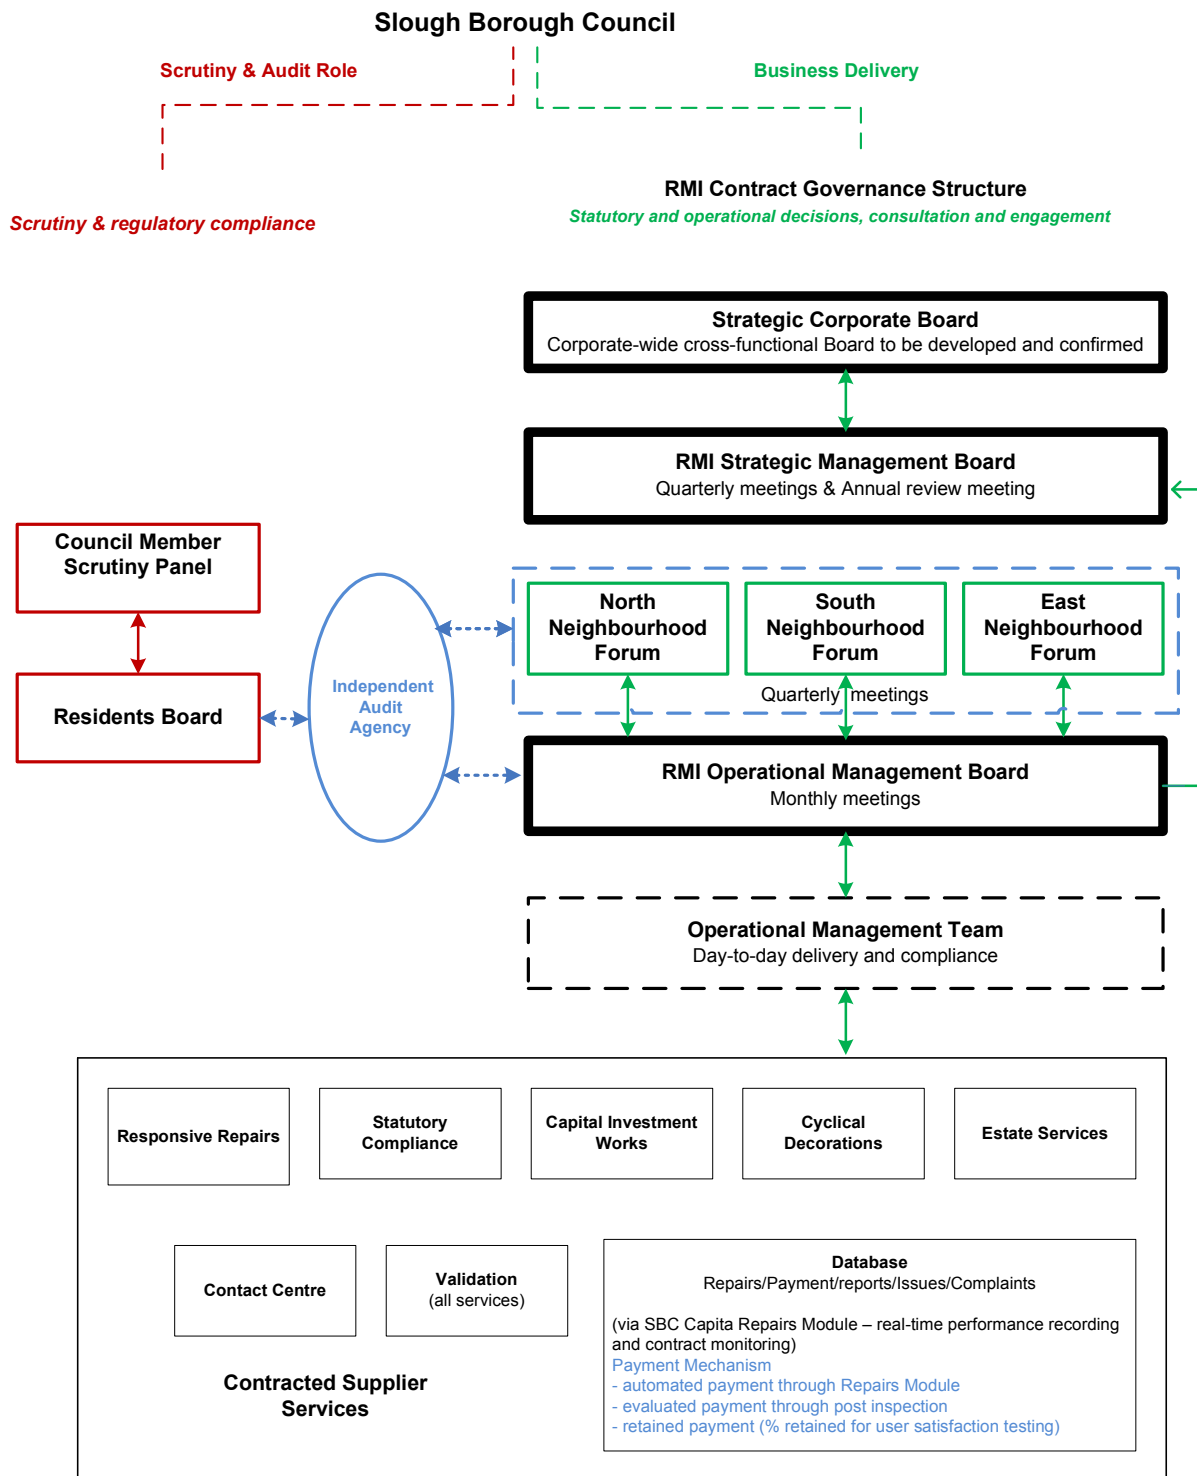 Slough Borough Council
Scrutiny & Audit Role
Business Delivery
RMI Contract Governance Structure
Scrutiny & regulatory compliance
Statutory and operational decisions, consultation and engagement
Strategic Corporate Board
Corporate-wide cross-functional Board to be developed and confirmed
RMI Strategic Management Board
Quarterly meetings & Annual review meeting
Council Member
Scrutiny Panel
Residents Board
Independent
Audit
Agency
North
Neighbourhood
Forum
South
Neighbourhood
Forum
East
Neighbourhood
Forum
Quarterly meetings
RMI Operational Management Board
Monthly meetings
Operational Management Team
Day-to-day delivery and compliance
Responsive Repairs
Statutory
Compliance
Capital Investment
Works
Cyclical
Decorations
Estate Services
Contact Centre
Validation
(all services)
Database
Repairs/Payment/reports/Issues/Complaints
(via SBC Capita Repairs Module – real-time performance recording
and contract monitoring)
Payment Mechanism
- automated payment through Repairs Module
- evaluated payment through post inspection
- retained payment (% retained for user satisfaction testing)
Contracted Supplier
Services